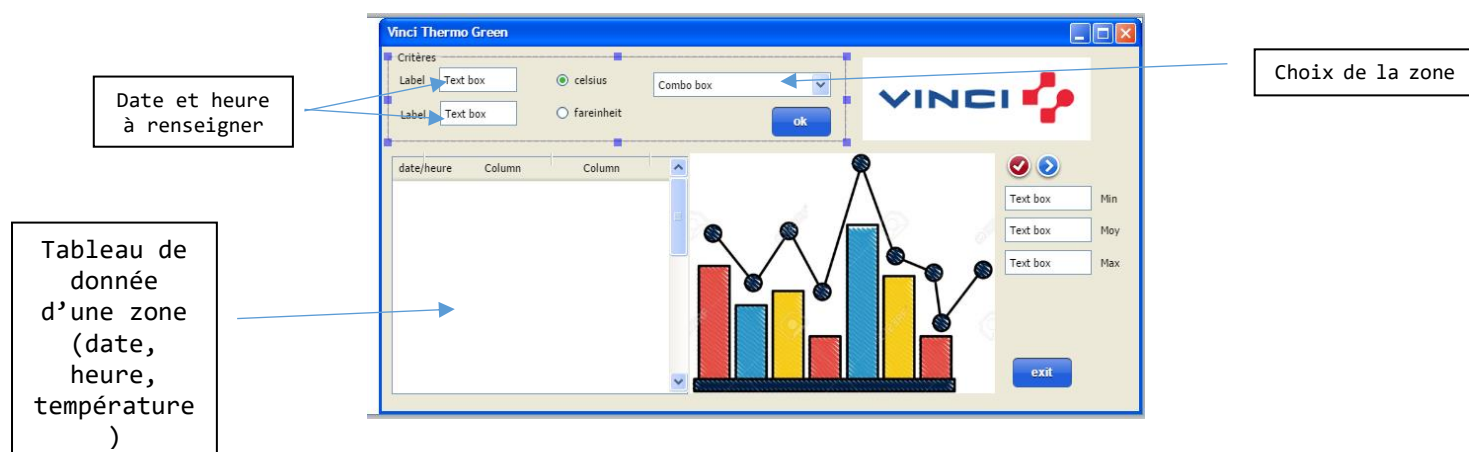 Vinci Thermo Green
Critères
Label Text box celsius Combo box
Label Text box fareinheit ok
VINCI
Date et heure
à renseigner
Choix de la zone
date/heure Column Column
Text box Min
Text box Moy
Text box Max
exit
Tableau de
donnée
d’une zone
(date,
heure,
température
)